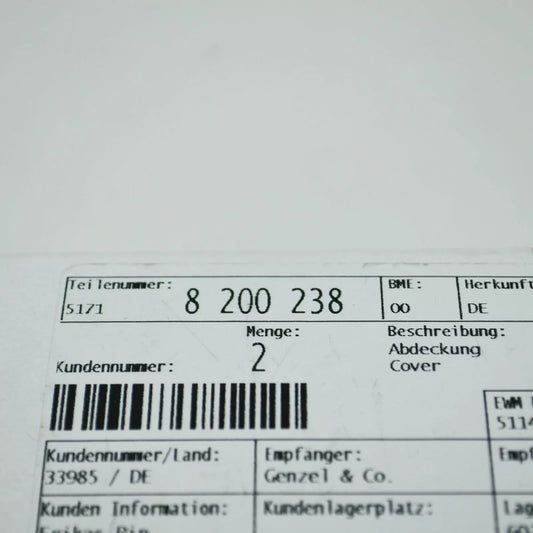 Teilenummer: BME: Herkunft
5171 8 200 238 00 DE
Menge: Beschreibung:
2 Abdeckung
Kundennummer: Cover
EWM
5114
Kundennummer/Land: Empfänger:
33985 / DE Genzel & Co.
Kunden Information: Kundenlagerplatz: